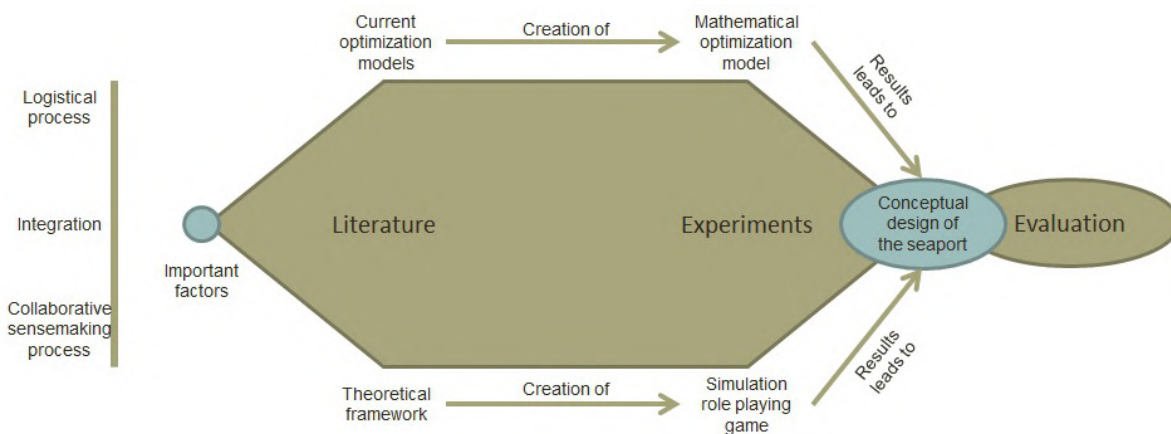 Current
optimization
models
Creation of
Mathematical
optimization
model
Results
leads to
Logistical
process
Integration
Collaborative
sensemaking
process
Important
factors
Literature
Experiments
Conceptual
design of
the seaport
Evaluation
Theoretical
framework
Creation of
Simulation
role playing
game
Results
leads to